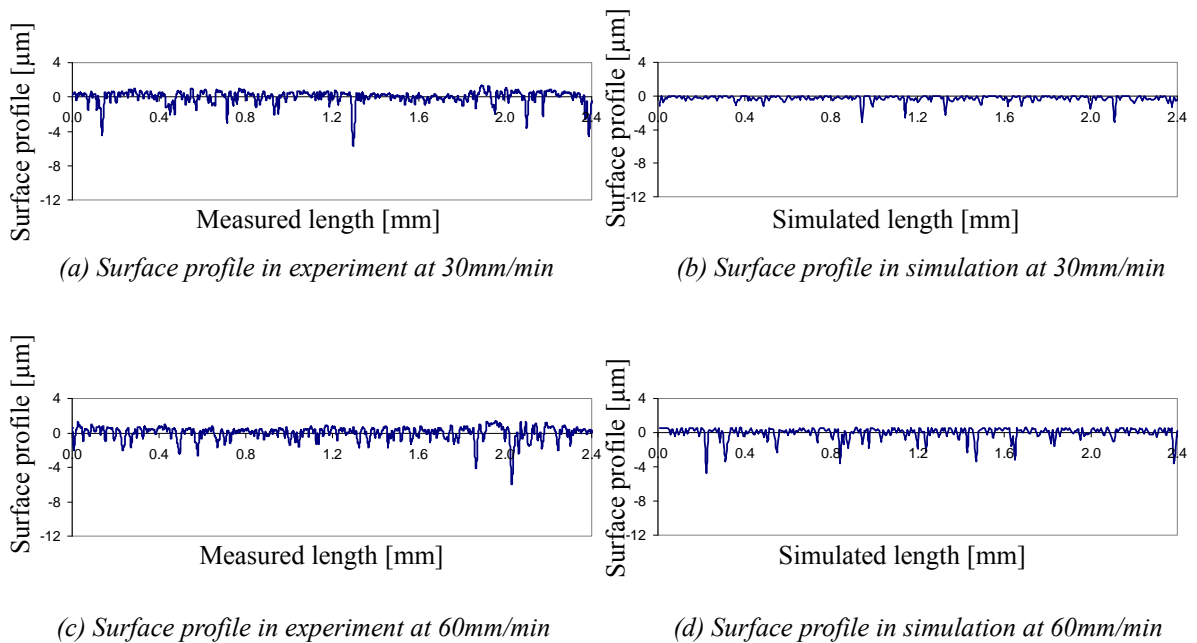 Surface profile [µm]
4
0
-4
-8
-12
0.0 0.4 0.8 1.2 1.6 2.0 2.4
Measured length [mm]
(a) Surface profile in experiment at 30mm/min
Surface profile [µm]
4
0
-4
-8
-12
0.0 0.4 0.8 1.2 1.6 2.0 2.4
Simulated length [mm]
(b) Surface profile in simulation at 30mm/min
Surface profile [µm]
4
0
-4
-8
-12
0.0 0.4 0.8 1.2 1.6 2.0 2.4
Measured length [mm]
(c) Surface profile in experiment at 60mm/min
Surface profile [µm]
4
0
-4
-8
-12
0.0 0.4 0.8 1.2 1.6 2.0 2.4
Simulated length [mm]
(d) Surface profile in simulation at 60mm/min